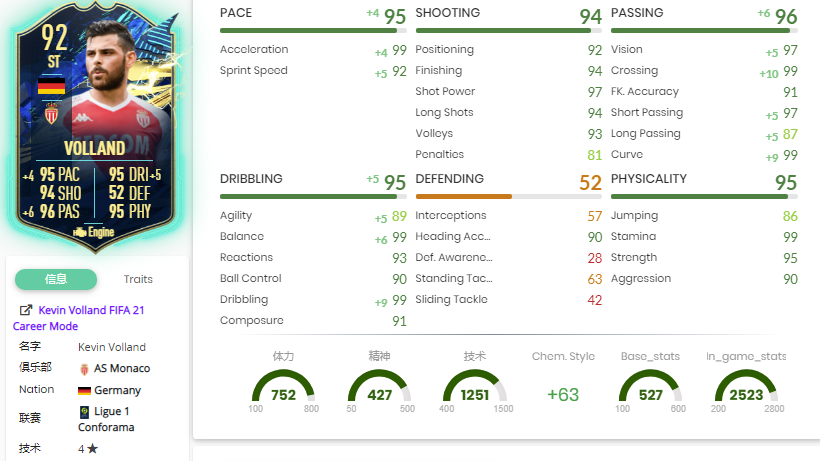 92
ST
VOLLAND
+4 95 PAC 95 DRI+5
94 SHO 52 DEF
+6 96 PAS 95 PHY
Engine
信息 Traits
Kevin Volland FIFA 21
Career Mode
名字 Kevin Volland
俱乐部 AS Monaco
Nation Germany
联赛 Ligue 1
Conforama
技术 4★
PACE +4 95
Acceleration +4 99
Sprint Speed +5 92
SHOOTING 94
Positioning 92
Finishing 94
Shot Power 97
Long Shots 94
Volleys 93
Penalties 81
PASSING +6 96
Vision +5 97
Crossing +10 99
FK. Accuracy 91
Short Passing +5 97
Long Passing +5 87
Curve +9 99
DRIBBLING +5 95
Agility +5 89
Balance +6 99
Reactions 93
Ball Control 90
Dribbling +9 99
Composure 91
DEFENDING 52
Interceptions 57
Heading Acc... 90
Def. Awarene... 28
Standing Tac... 63
Sliding Tackle 42
PHYSICALITY 95
Jumping 86
Stamina 99
Strength 95
Aggression 90
体力 精神 技术 Chem. Style Base_stats In_game_stats
752 427 1251 +63 527 2523
100 800 50 500 400 1500 100 600 200 2800